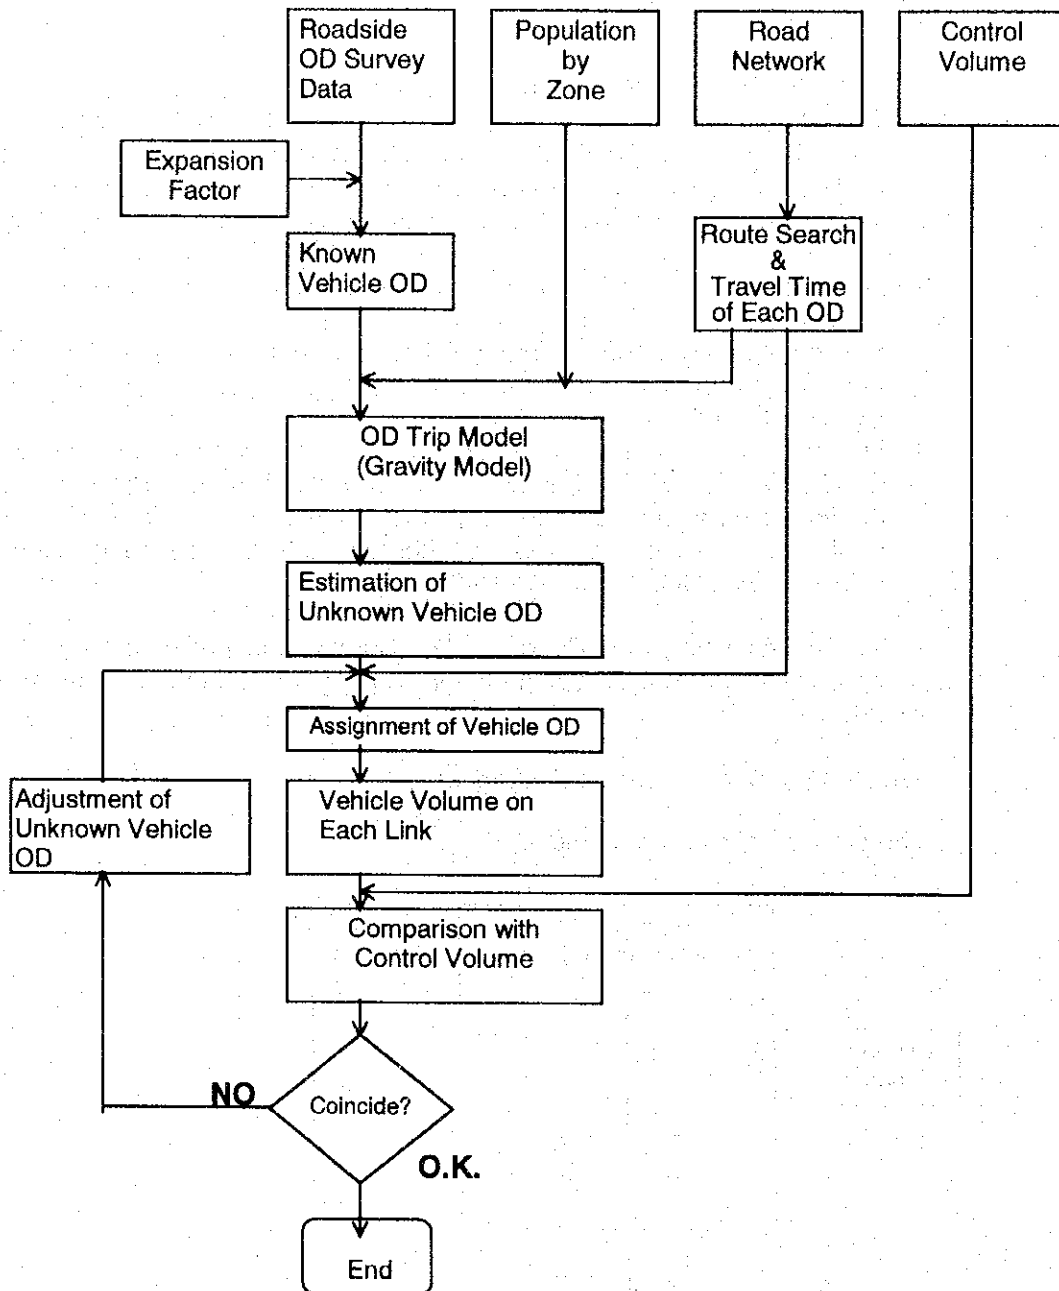 Roadside
OD Survey
Data
Population
by
Zone
Road
Network
Control
Volume
Expansion
Factor
Known
Vehicle OD
Route Search
&
Travel Time
of Each OD
OD Trip Model
(Gravity Model)
Estimation of
Unknown Vehicle OD
Assignment of Vehicle OD
Adjustment of
Unknown Vehicle
OD
Vehicle Volume on
Each Link
Comparison with
Control Volume
NO
Coincide?
O.K.
End